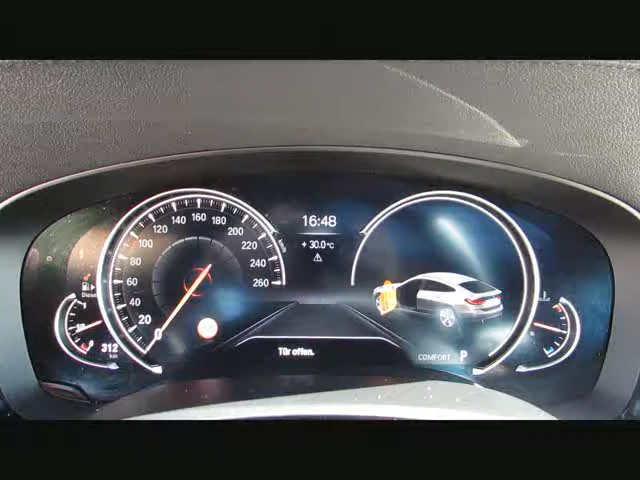 140 160 180
120 200
100 220
80 240
60 260
40
20
0
km/h
16:48
+ 30.0°C
Diesel
312
km
Tür offen.
COMFORT P